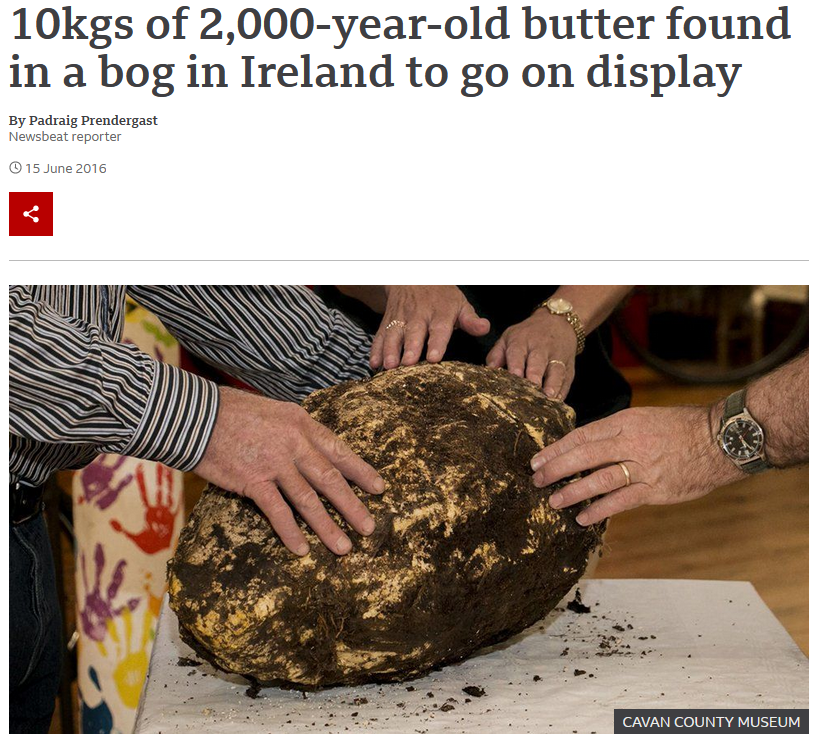 10kgs of 2,000-year-old butter found
in a bog in Ireland to go on display
By Padraig Prendergast
Newsbeat reporter
15 June 2016
CAVAN COUNTY MUSEUM